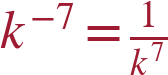 k⁻⁷ = 1/k⁷